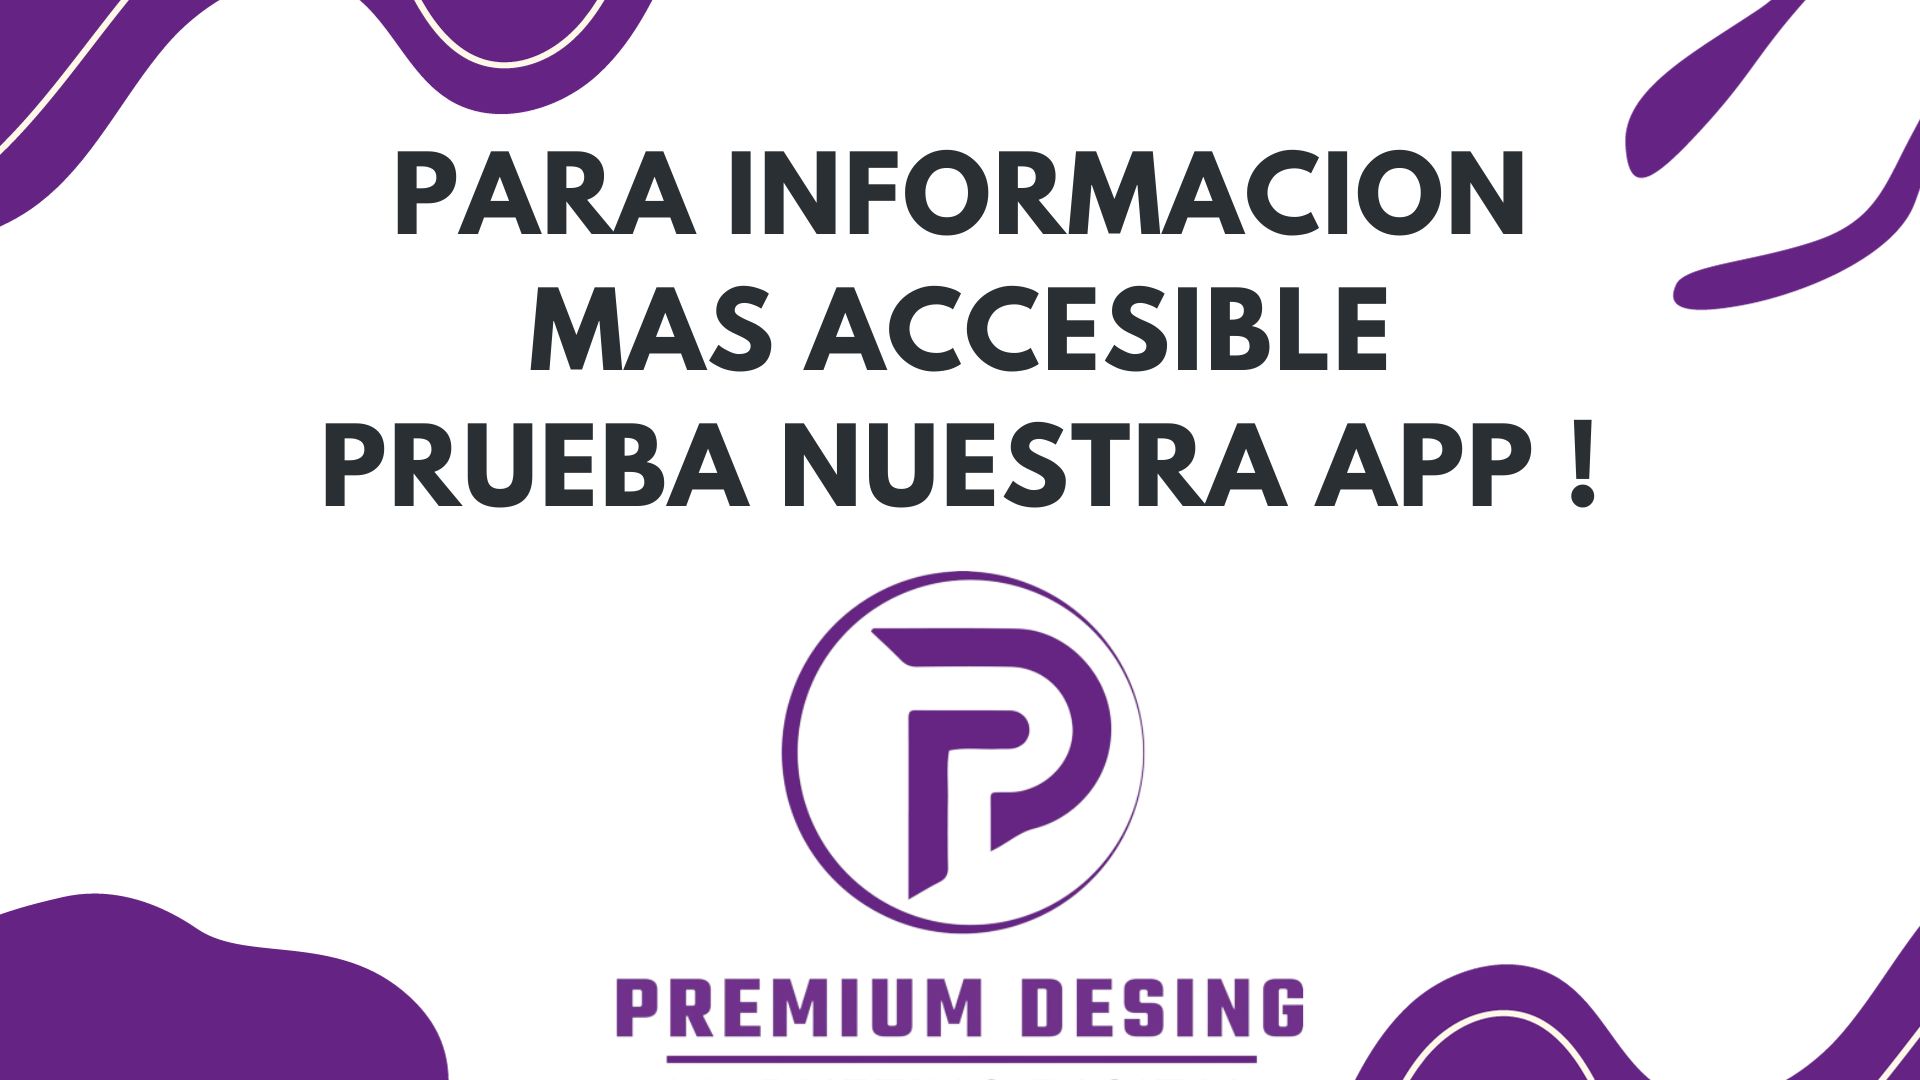 PARA INFORMACION
MAS ACCESIBLE
PRUEBA NUESTRA APP !
PREMIUM DESING